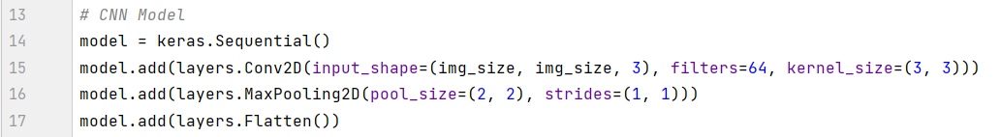 13 # CNN Model
14 model = keras.Sequential()
15 model.add(layers.Conv2D(input_shape=(img_size, img_size, 3), filters=64, kernel_size=(3, 3)))
16 model.add(layers.MaxPooling2D(pool_size=(2, 2), strides=(1, 1)))
17 model.add(layers.Flatten())